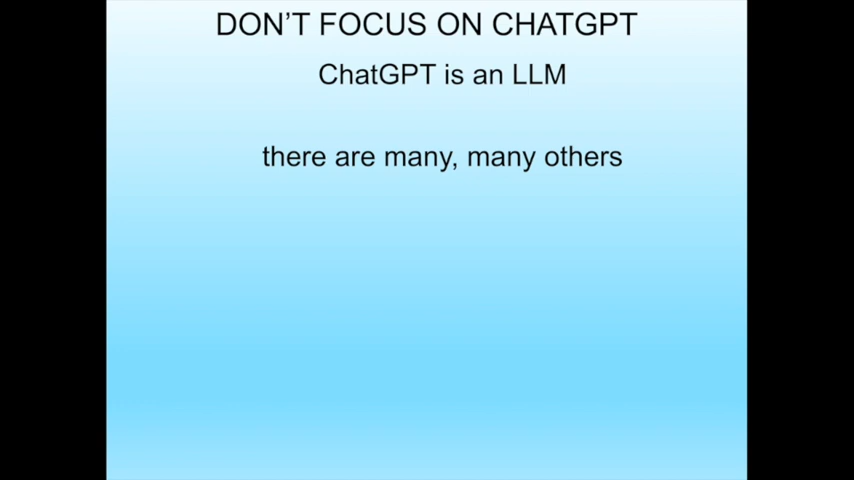 DON’T FOCUS ON CHATGPT
ChatGPT is an LLM
there are many, many others